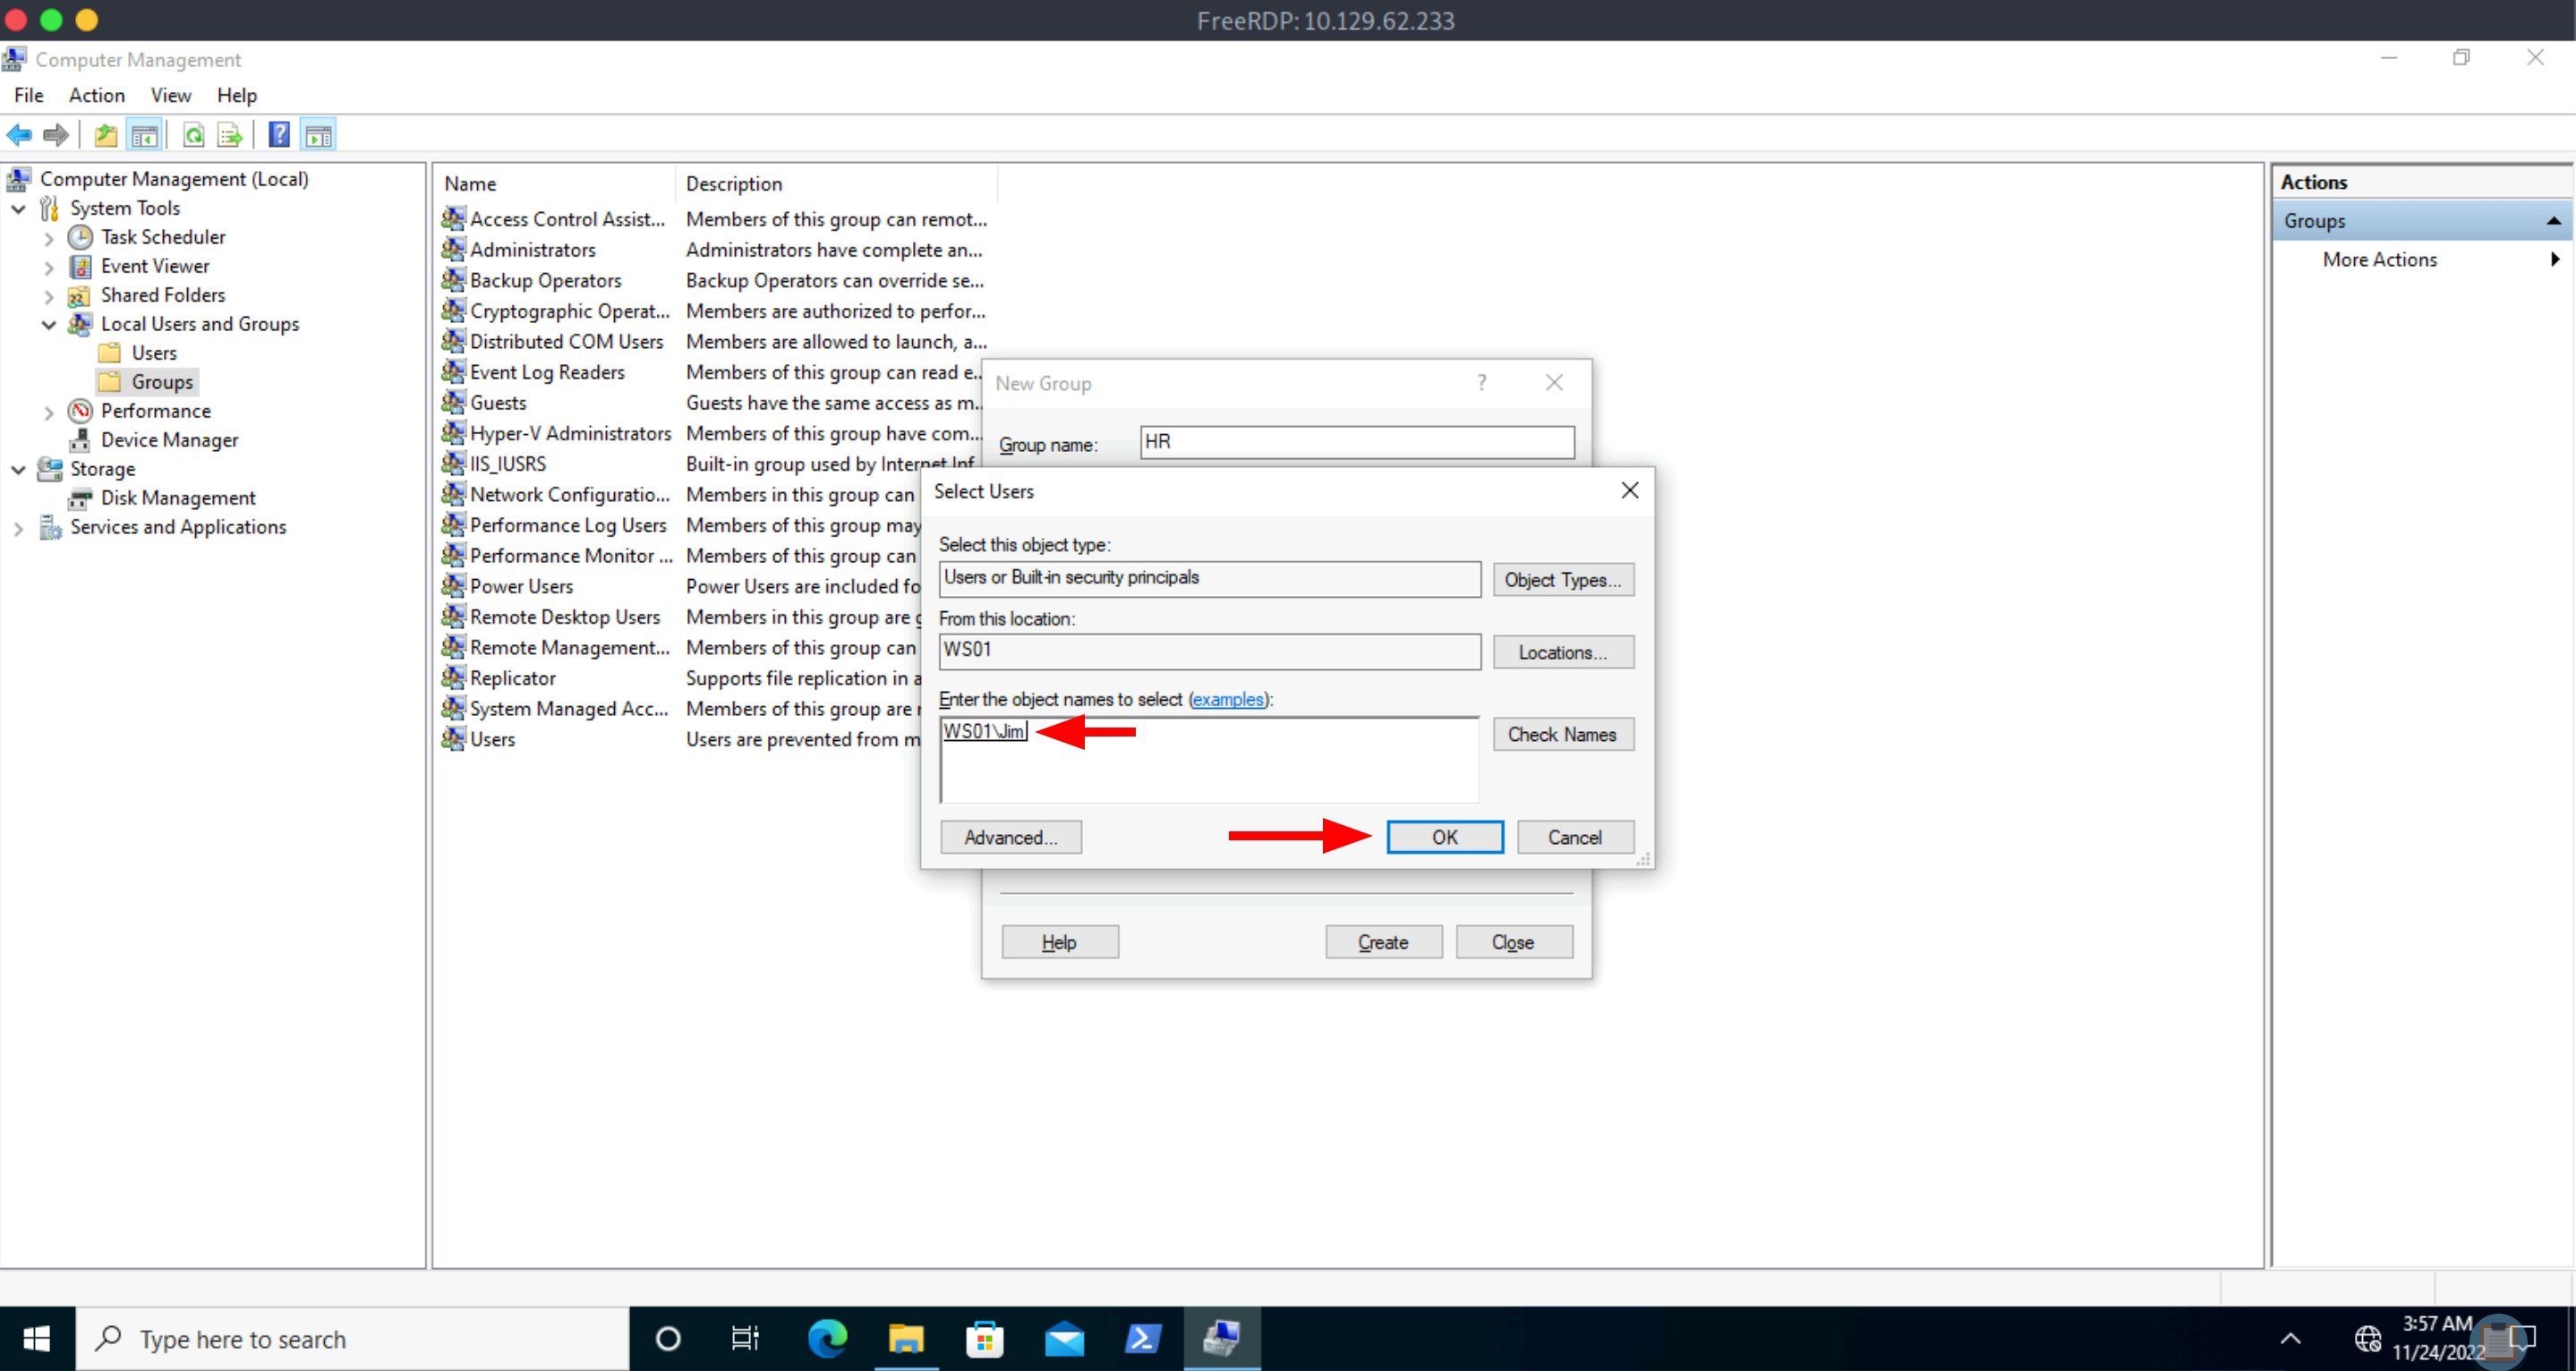 FreeRDP: 10.129.62.233
Computer Management
File Action View Help
Computer Management (Local)
System Tools
Task Scheduler
Event Viewer
Shared Folders
Local Users and Groups
Users
Groups
Performance
Device Manager
Storage
Disk Management
Services and Applications
Name Description
Access Control Assist... Members of this group can remot...
Administrators Administrators have complete an...
Backup Operators Backup Operators can override se...
Cryptographic Operat... Members are authorized to perfor...
Distributed COM Users Members are allowed to launch, a...
Event Log Readers Members of this group can read e...
Guests Guests have the same access as m...
Hyper-V Administrators Members of this group have com...
IIS_IUSRS Built-in group used by Internet Inf
Network Configuratio... Members in this group can
Performance Log Users Members of this group may
Performance Monitor ... Members of this group can
Power Users Power Users are included fo
Remote Desktop Users Members in this group are g
Remote Management... Members of this group can
Replicator Supports file replication in a
System Managed Acc... Members of this group are
Users Users are prevented from m
New Group ?
Group name: HR
Select Users
Select this object type:
Users or Built-in security principals Object Types...
From this location:
WS01 Locations...
Enter the object names to select (examples):
WS01\Jim Check Names
Advanced... OK Cancel
Help Create Close
Actions
Groups
More Actions
Type here to search
3:57 AM
11/24/2022